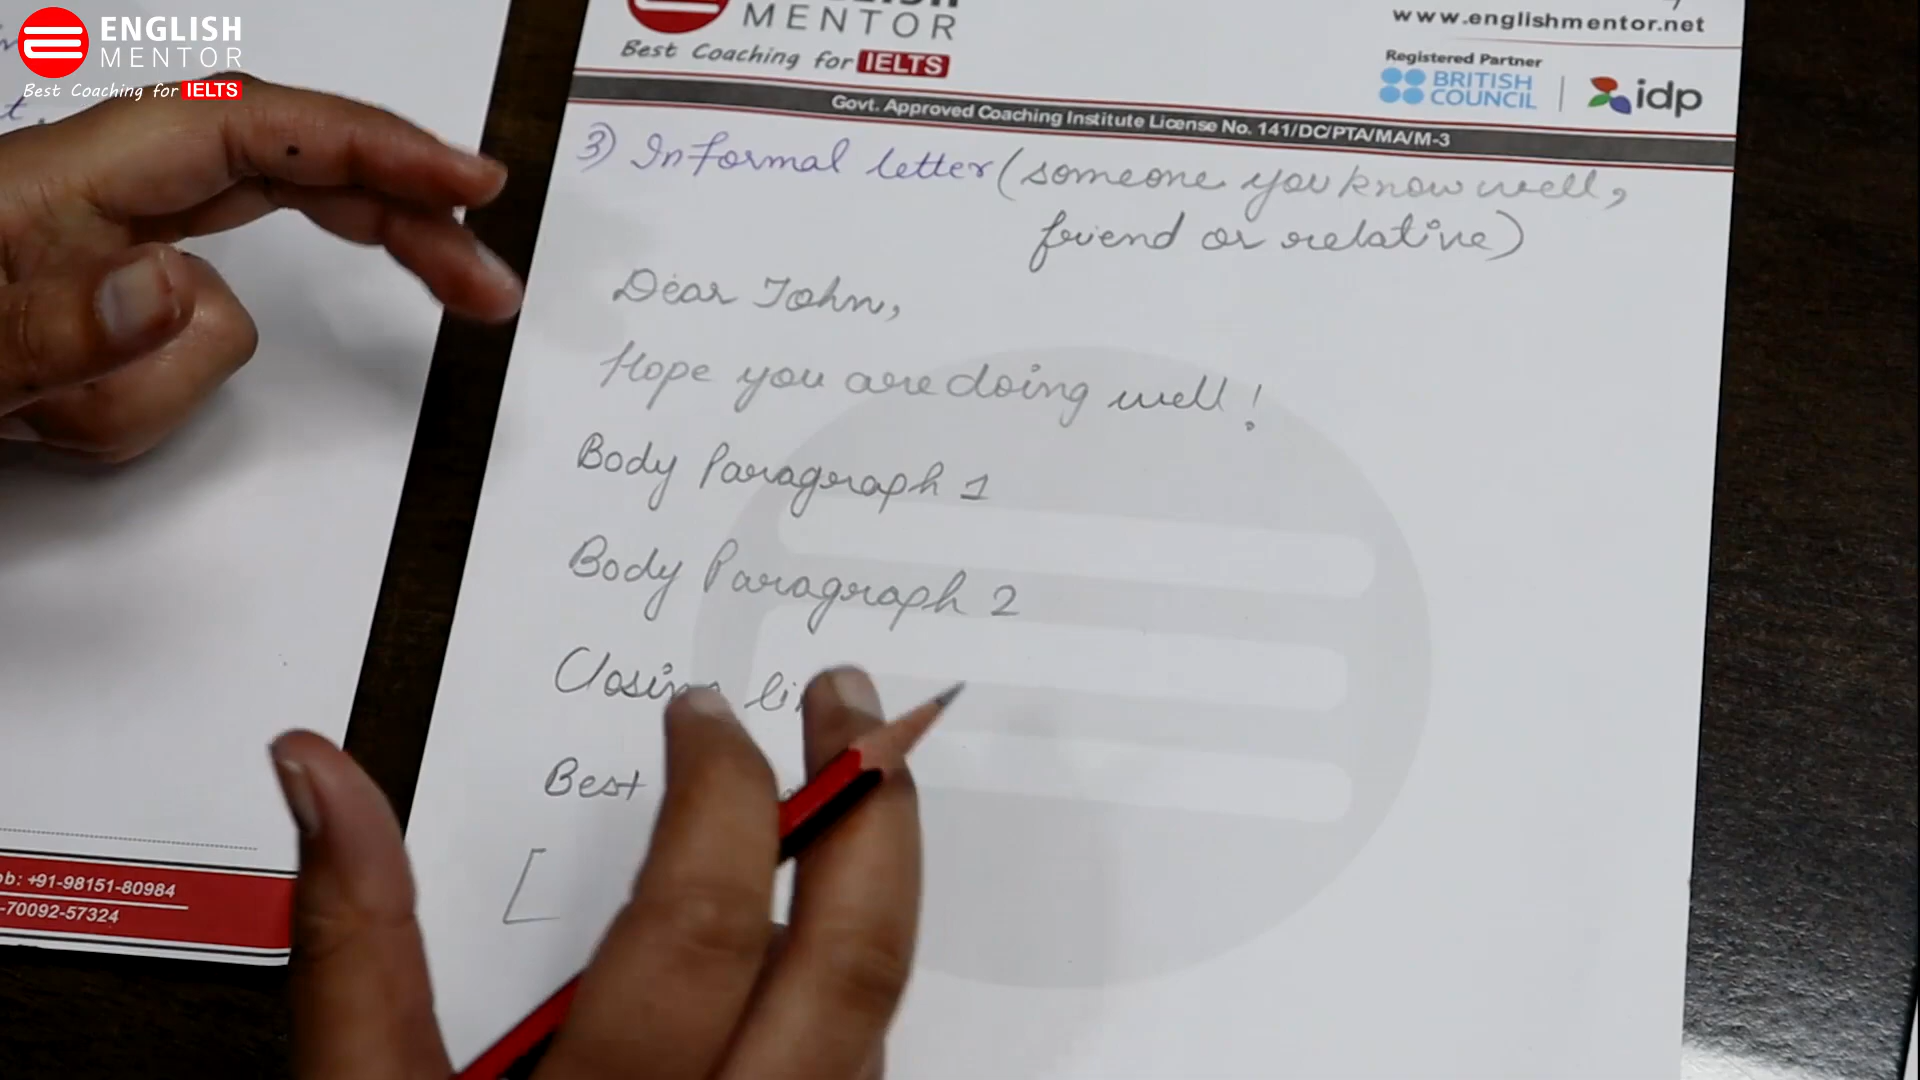 ENGLISH
MENTOR
Best Coaching for IELTS
MENTOR
Best Coaching for IELTS
www.englishmentor.net
Registered Partner
BRITISH
COUNCIL
idp
Govt. Approved Coaching Institute License No. 141/DC/PTA/MA/M-3
3) Informal letter (someone you know well,
friend or relative)
Dear John,
Hope you are doing well!
Body Paragraph 1
Body Paragraph 2
Closing
Best
[
+91-98151-80984
-70092-57324